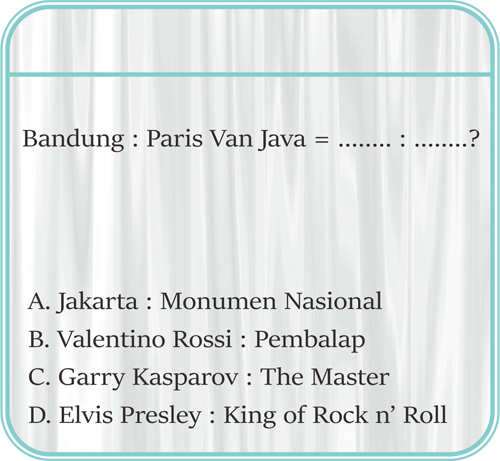 Bandung : Paris Van Java = ........ : ........?
A. Jakarta : Monumen Nasional
B. Valentino Rossi : Pembalap
C. Garry Kasparov : The Master
D. Elvis Presley : King of Rock n’ Roll